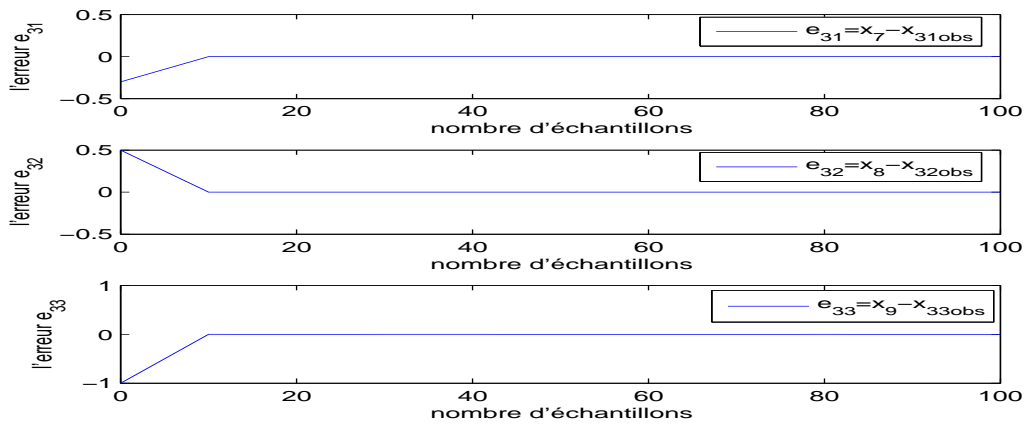 0.5
0
−0.5
l'erreur e31
e31=x7−x31obs
0 20 40 60 80 100
nombre d'échantillons
0.5
0
−0.5
l'erreur e32
e32=x8−x32obs
0 20 40 60 80 100
nombre d'échantillons
1
0
−1
l'erreur e33
e33=x9−x33obs
0 20 40 60 80 100
nombre d'échantillons